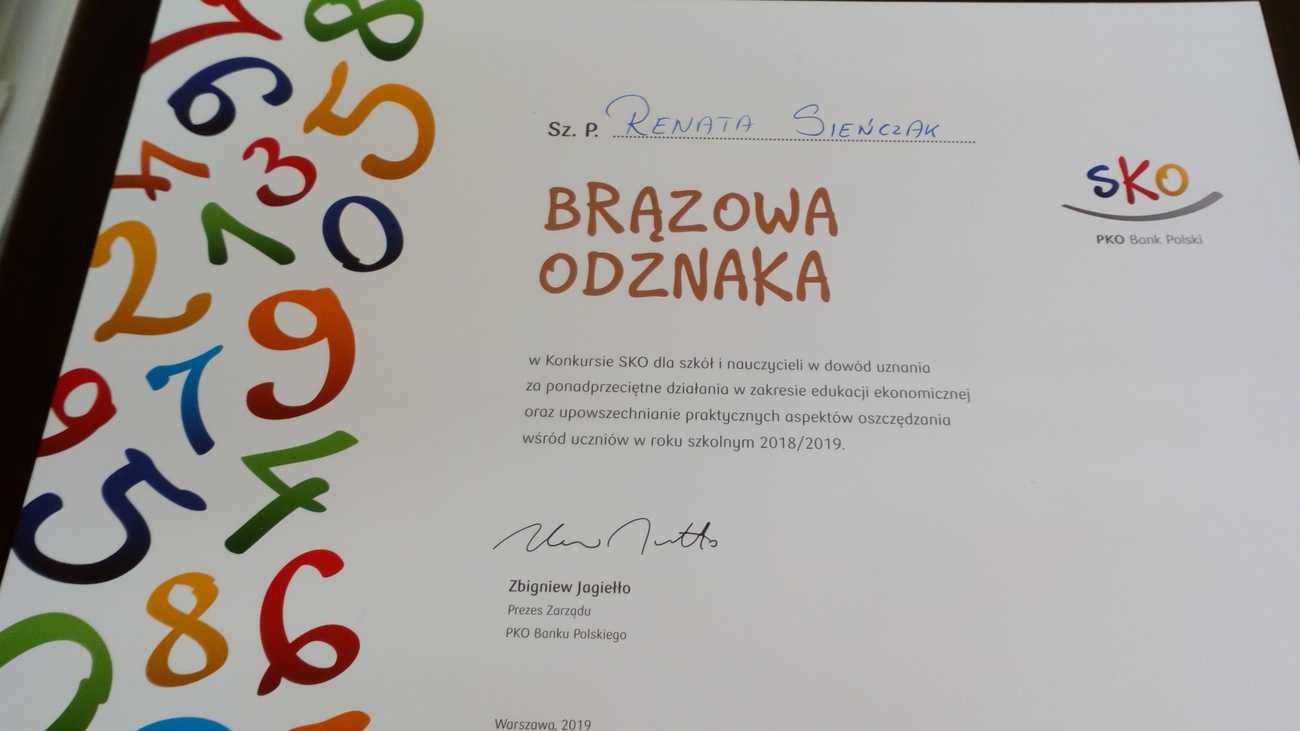 Sz. P. RENATA SIEŃCZAK
SKO
PKO Bank Polski
BRĄZOWA
ODZNAKA
w Konkursie SKO dla szkół i nauczycieli w dowód uznania
za ponadprzeciętne działania w zakresie edukacji ekonomicznej
oraz upowszechnianie praktycznych aspektów oszczędzania
wśród uczniów w roku szkolnym 2018/2019.
Zbigniew Jagiełło
Prezes Zarządu
PKO Banku Polskiego
Warszawa, 2019